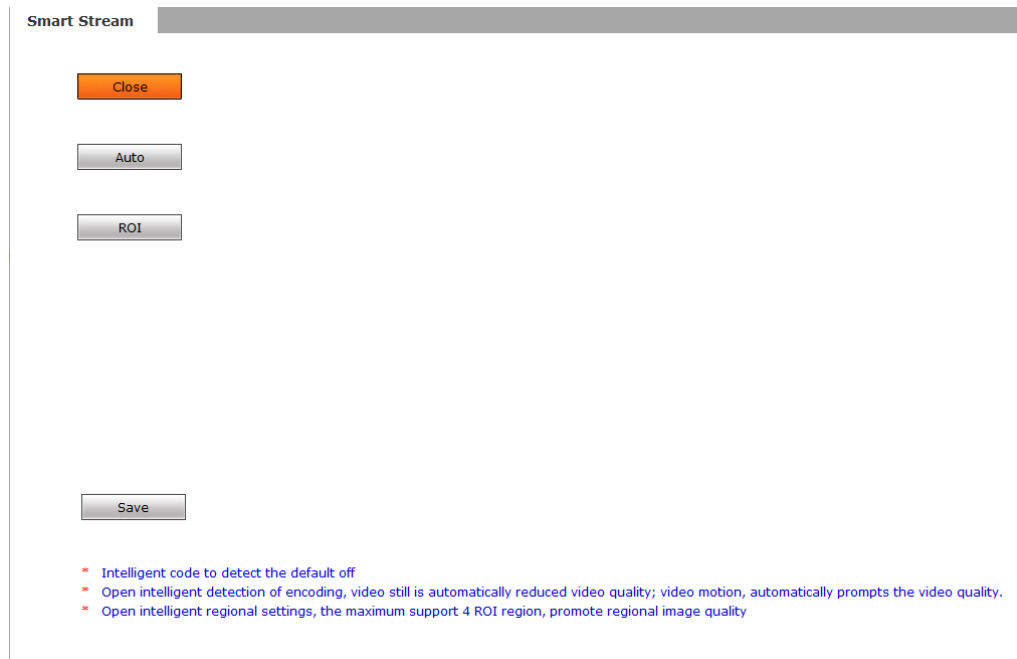 Smart Stream
Close
Auto
ROI
Save
* Intelligent code to detect the default off
* Open intelligent detection of encoding, video still is automatically reduced video quality; video motion, automatically prompts the video quality.
* Open intelligent regional settings, the maximum support 4 ROI region, promote regional image quality